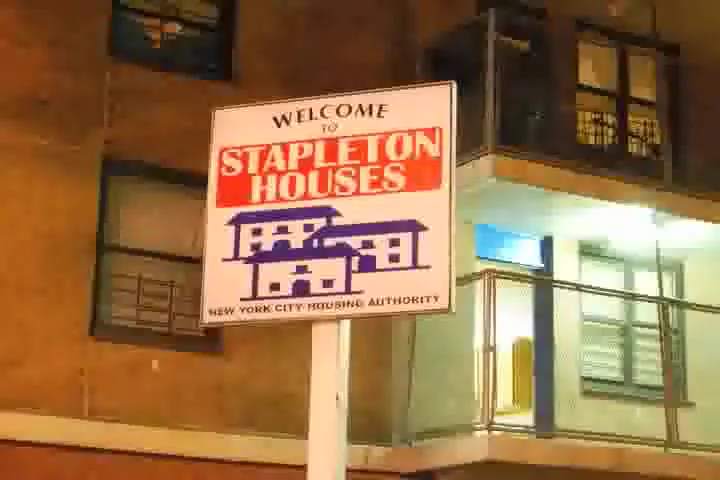 WELCOME
TO
STAPLETON
HOUSES
NEW YORK CITY HOUSING AUTHORITY